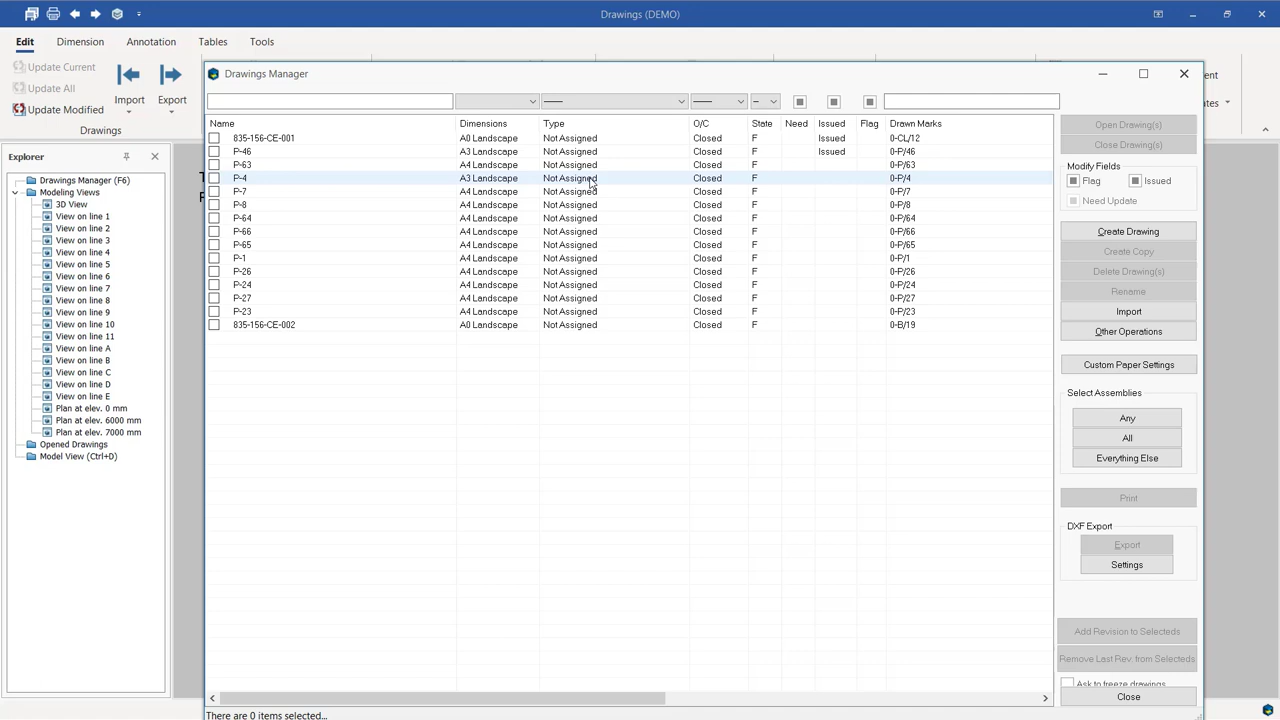 Drawings (DEMO)
Edit Dimension Annotation Tables Tools
Update Current
Update All
Update Modified
Import
Export
Drawings
Explorer
Drawings Manager (F6)
Modeling Views
3D View
View on line 1
View on line 2
View on line 3
View on line 4
View on line 5
View on line 6
View on line 7
View on line 8
View on line 9
View on line 10
View on line 11
View on line A
View on line B
View on line C
View on line D
View on line E
Plan at elev. 0 mm
Plan at elev. 6000 mm
Plan at elev. 7000 mm
Opened Drawings
Model View (Ctrl+D)
Drawings Manager
Name Dimensions Type O/C State Need Issued Flag Drawn Marks
835-156-CE-001 A0 Landscape Not Assigned Closed F Issued 0-CL/12
P-46 A3 Landscape Not Assigned Closed F Issued 0-P/46
P-63 A4 Landscape Not Assigned Closed F 0-P/63
P-4 A3 Landscape Not Assigned Closed F 0-P/4
P-7 A4 Landscape Not Assigned Closed F 0-P/7
P-8 A4 Landscape Not Assigned Closed F 0-P/8
P-64 A4 Landscape Not Assigned Closed F 0-P/64
P-66 A4 Landscape Not Assigned Closed F 0-P/66
P-65 A4 Landscape Not Assigned Closed F 0-P/65
P-1 A4 Landscape Not Assigned Closed F 0-P/1
P-26 A4 Landscape Not Assigned Closed F 0-P/26
P-24 A4 Landscape Not Assigned Closed F 0-P/24
P-27 A4 Landscape Not Assigned Closed F 0-P/27
P-23 A4 Landscape Not Assigned Closed F 0-P/23
835-156-CE-002 A0 Landscape Not Assigned Closed F 0-B/19
There are 0 items selected...
Open Drawing(s)
Close Drawing(s)
Modify Fields
Flag Issued
Need Update
Create Drawing
Create Copy
Delete Drawing(s)
Rename
Import
Other Operations
Custom Paper Settings
Select Assemblies
Any
All
Everything Else
Print
DXF Export
Export
Settings
Add Revision to Selecteds
Remove Last Rev. from Selecteds
Ask to freeze drawings
Close